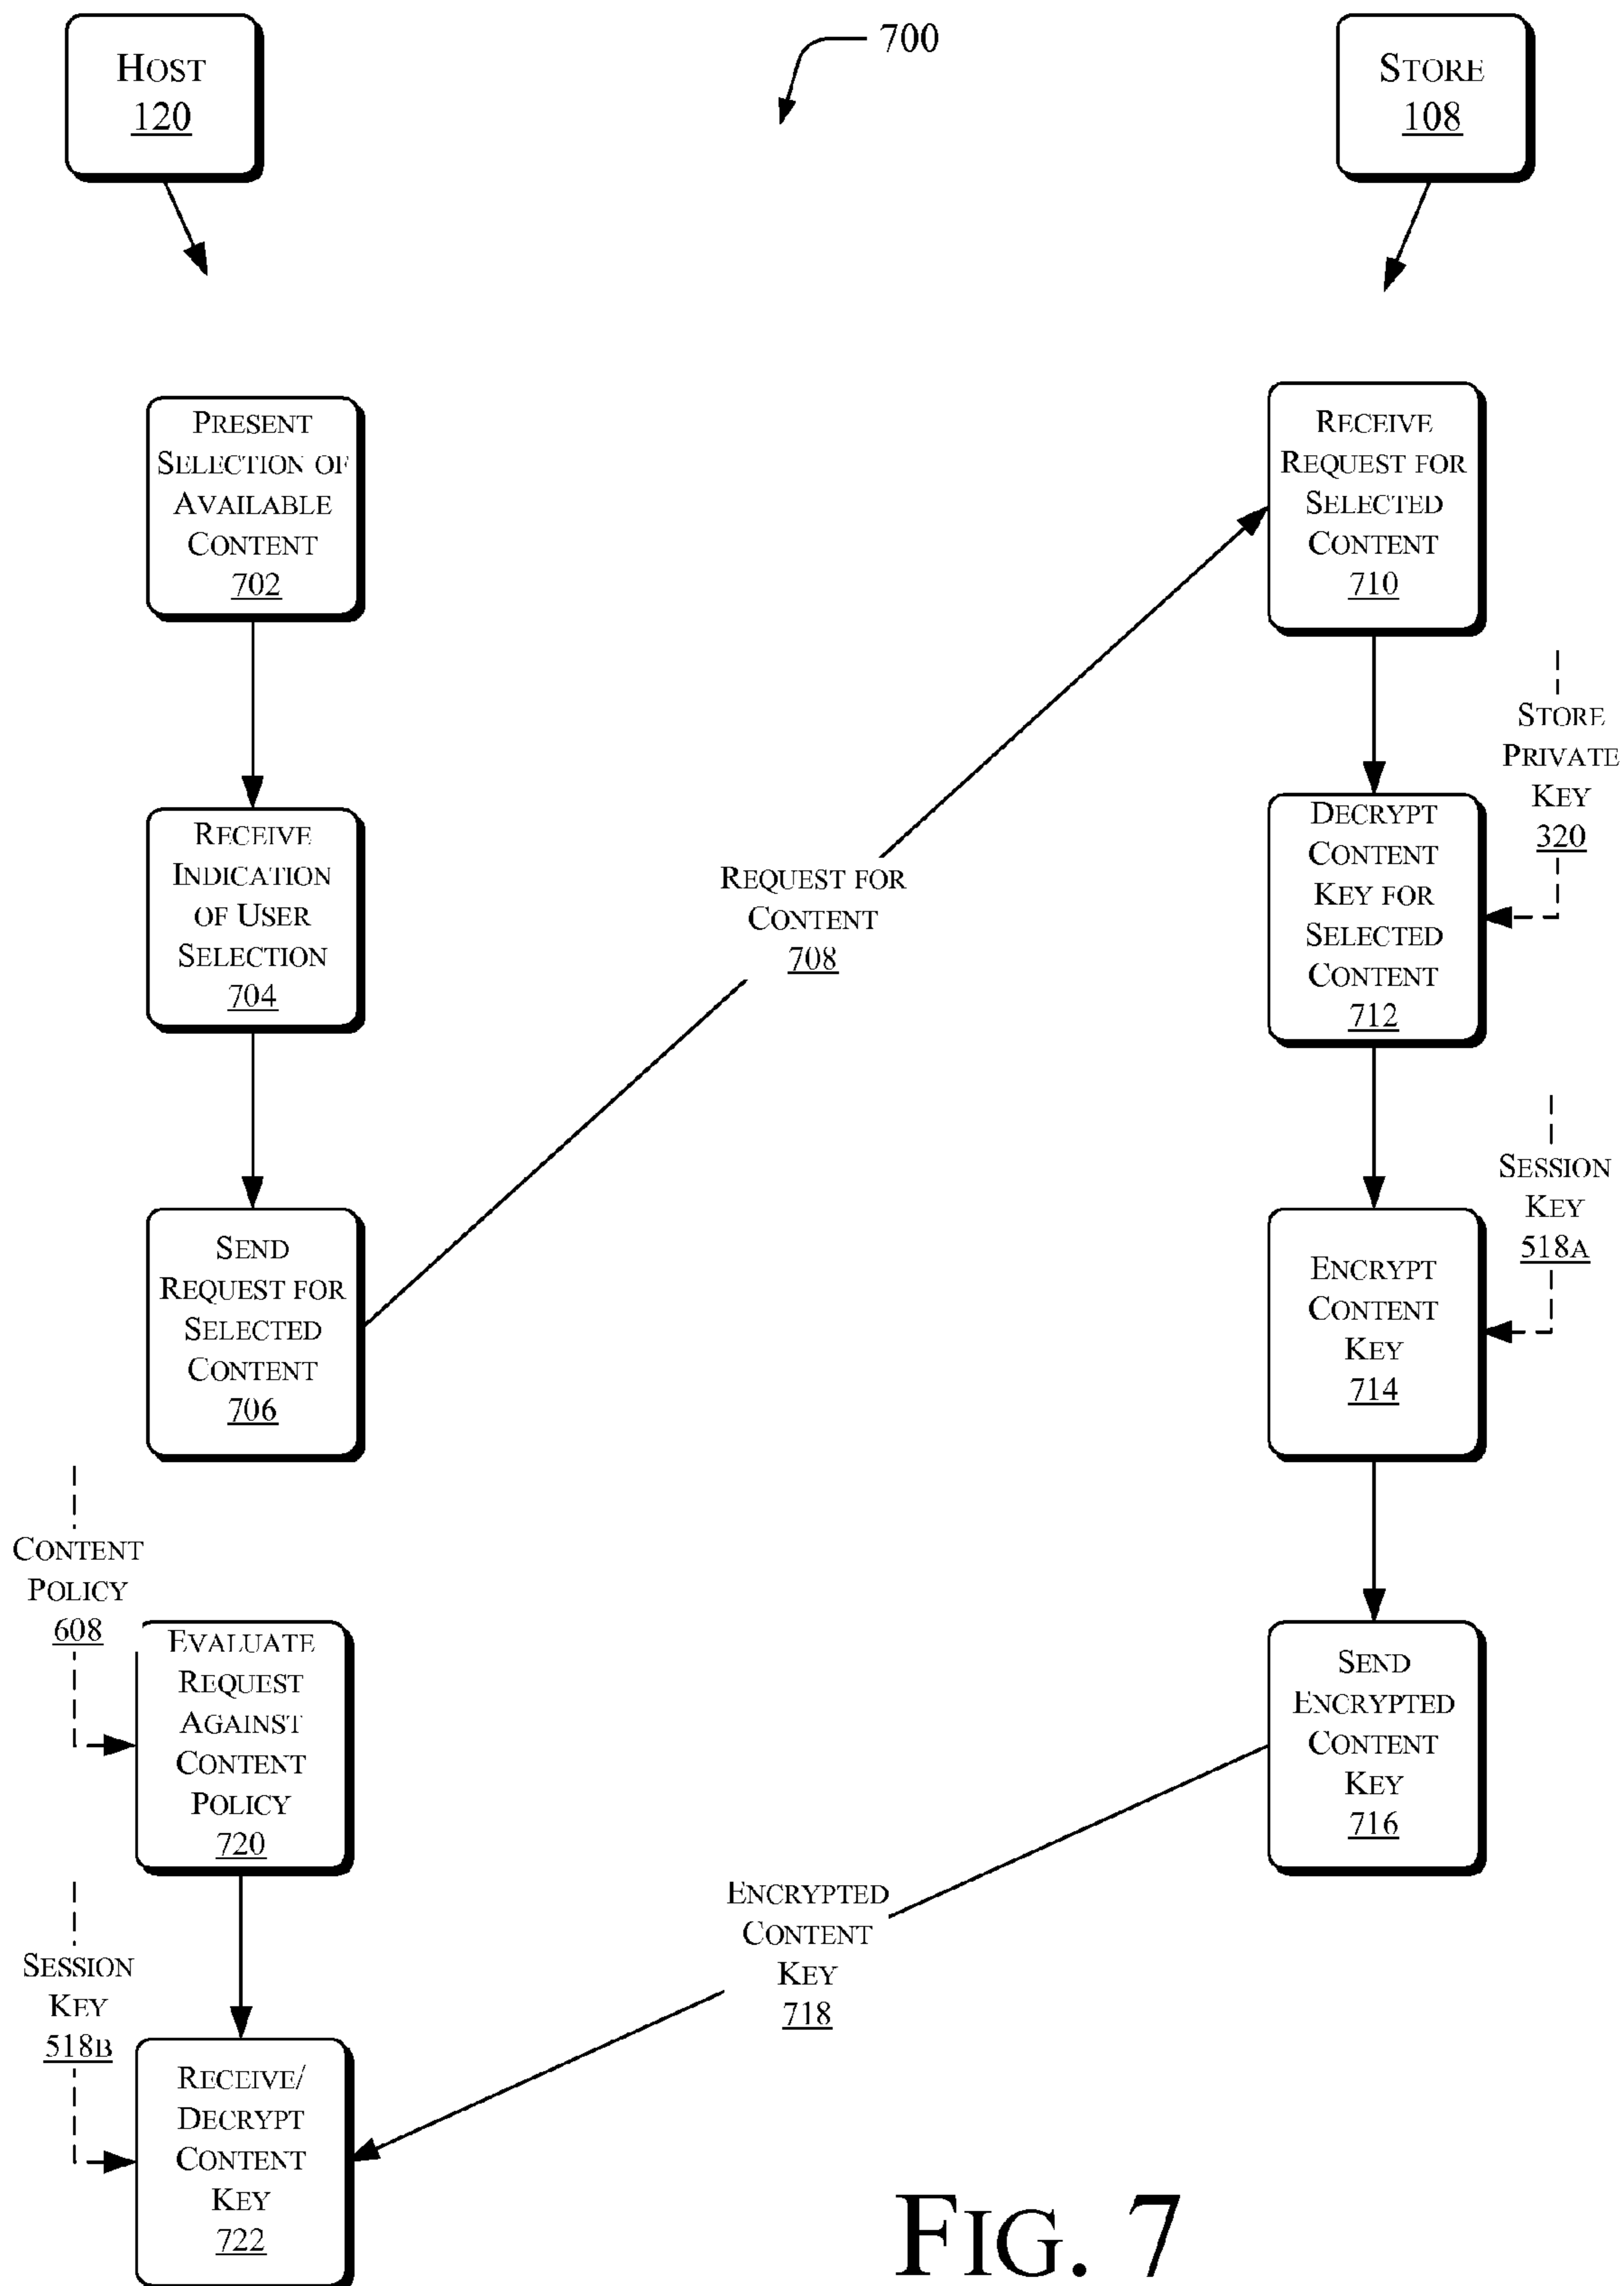 HOST
120
700
STORE
108
PRESENT
SELECTION OF
AVAILABLE
CONTENT
702
RECEIVE
INDICATION
OF USER
SELECTION
704
SEND
REQUEST FOR
SELECTED
CONTENT
706
REQUEST FOR
CONTENT
708
RECEIVE
REQUEST FOR
SELECTED
CONTENT
710
STORE
PRIVATE
KEY
320
DECRYPT
CONTENT
KEY FOR
SELECTED
CONTENT
712
SESSION
KEY
518A
ENCRYPT
CONTENT
KEY
714
SEND
ENCRYPTED
CONTENT
KEY
716
ENCRYPTED
CONTENT
KEY
718
CONTENT
POLICY
608
EVALUATE
REQUEST
AGAINST
CONTENT
POLICY
720
SESSION
KEY
518B
RECEIVE/
DECRYPT
CONTENT
KEY
722
FIG. 7